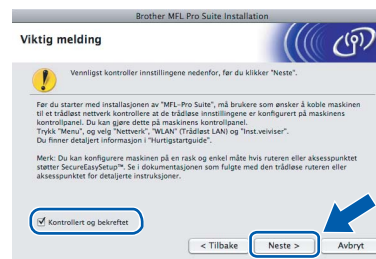 Brother MFL Pro Suite Installation
Viktig melding
Vennligst kontroller innstillingene nedenfor, før du klikker "Neste".
Før du starter med installasjonen av "MFL-Pro Suite", må brukere som ønsker å koble maskinen
til et trådløst nettverk kontrollere at de trådløse innstillingene er konfigurert på maskinens
kontrollpanel. Du kan gjøre dette på maskinens kontrollpanel.
Trykk "Menu", og velg "Nettverk", "WLAN" (Trådløst LAN) og "Inst.veiviser".
Du finner detaljert informasjon i "Hurtigstartguide".
Merk: Du kan konfigurere maskinen på en rask og enkel måte hvis ruteren eller aksesspunktet
støtter SecureEasySetup™. Se i dokumentasjonen som fulgte med den trådløse ruteren eller
aksesspunktet for detaljerte instruksjoner.
Kontrollert og bekreftet
< Tilbake
Neste >
Avbryt